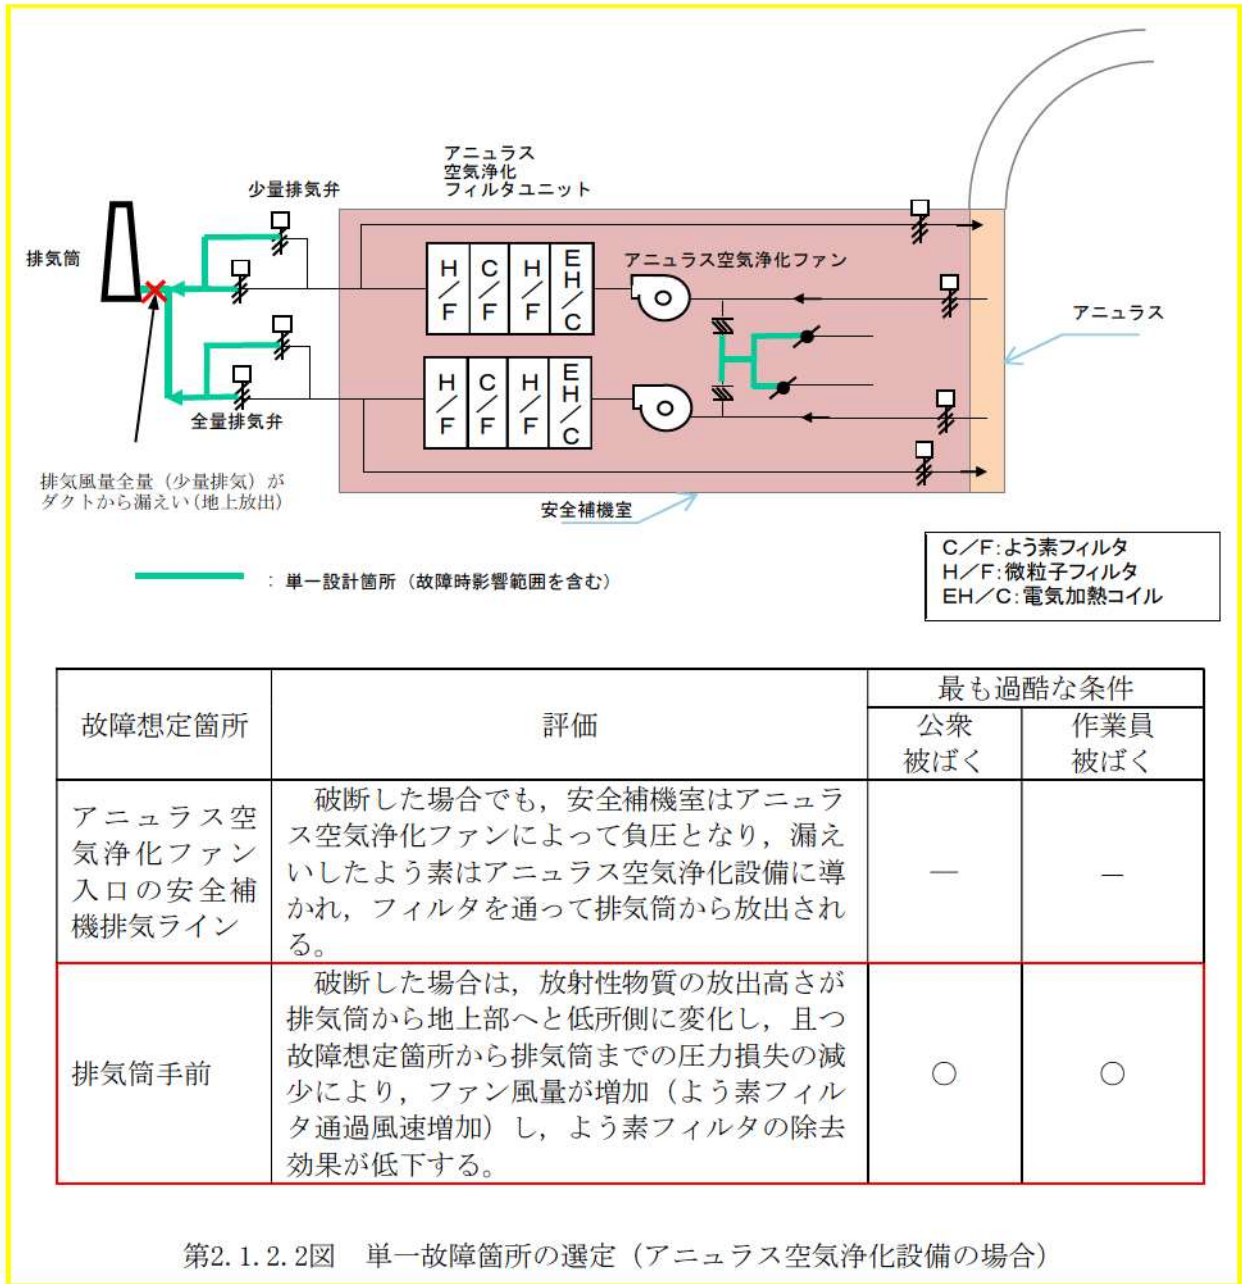 アニュラス
空気浄化
フィルタユニット
少量排気弁
排気筒
H/F
C/F
H/F
EH/C
アニュラス空気浄化ファン
アニュラス
H/F
C/F
H/F
EH/C
全量排気弁
排気風量全量（少量排気）が
ダクトから漏えい（地上放出）
安全補機室
C／F：よう素フィルタ
H／F：微粒子フィルタ
EH／C：電気加熱コイル
：単一設計箇所（故障時影響範囲を含む）
故障想定箇所
評価
最も過酷な条件
公衆
被ばく
作業員
被ばく
アニュラス空
気浄化ファン
入口の安全補
機排気ライン
破断した場合でも，安全補機室はアニュラ
ス空気浄化ファンによって負圧となり，漏え
いしたよう素はアニュラス空気浄化設備に導
かれ，フィルタを通って排気筒から放出され
る。
―
―
排気筒手前
破断した場合は，放射性物質の放出高さが
排気筒から地上部へと低所側に変化し，且つ
故障想定箇所から排気筒までの圧力損失の減
少により，ファン風量が増加（よう素フィル
タ通過風速増加）し，よう素フィルタの除去
効果が低下する。
○
○
第2.1.2.2図　単一故障箇所の選定（アニュラス空気浄化設備の場合）